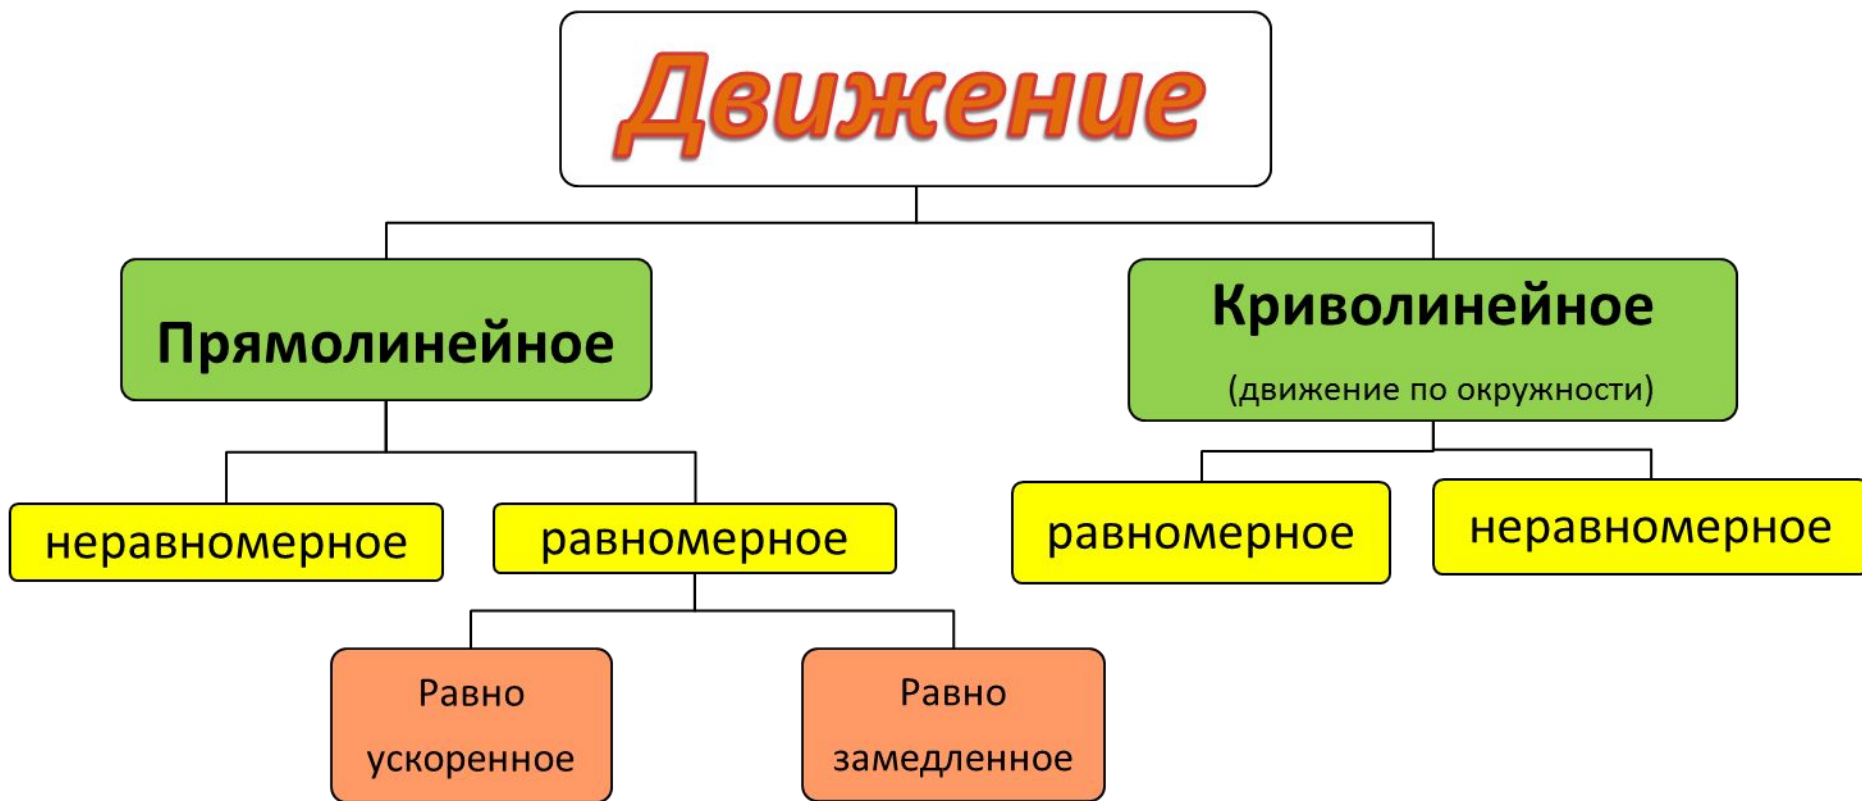 Движение
Прямолинейное
Криволинейное
(движение по окружности)
неравномерное
равномерное
равномерное
неравномерное
Равно
ускоренное
Равно
замедленное